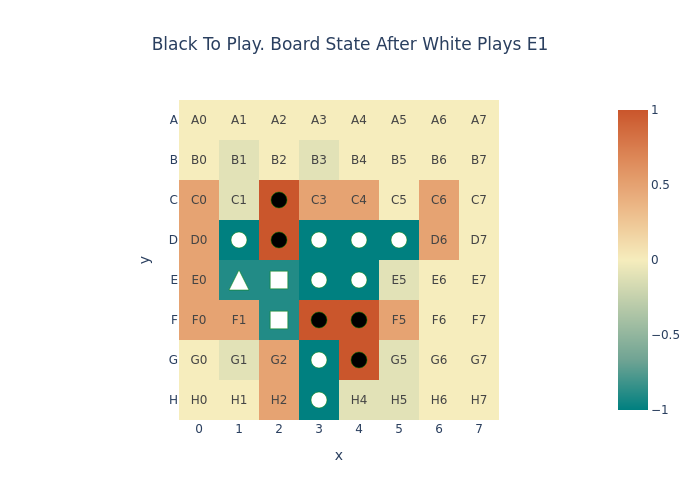 Black To Play. Board State After White Plays E1
A A0 A1 A2 A3 A4 A5 A6 A7
B B0 B1 B2 B3 B4 B5 B6 B7
C C0 C1 C3 C4 C5 C6 C7
D D0 D6 D7
E E0 E5 E6 E7
F F0 F1 F5 F6 F7
G G0 G1 G2 G5 G6 G7
H H0 H1 H2 H4 H5 H6 H7
0 1 2 3 4 5 6 7
x
y
1
0.5
0
−0.5
−1